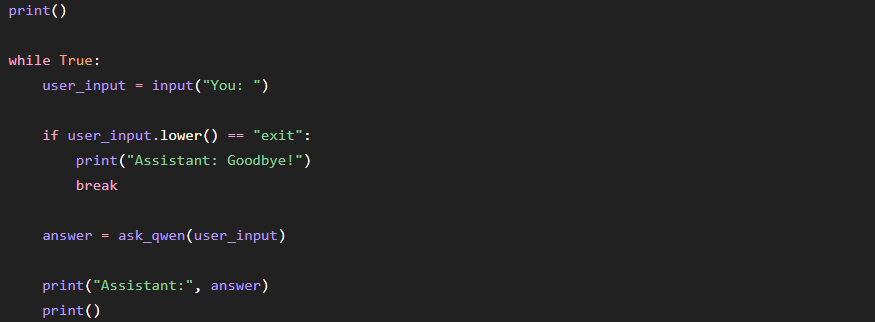 print()
while True:
    user_input = input("You: ")
    if user_input.lower() == "exit":
        print("Assistant: Goodbye!")
        break
    answer = ask_qwen(user_input)
    print("Assistant:", answer)
    print()